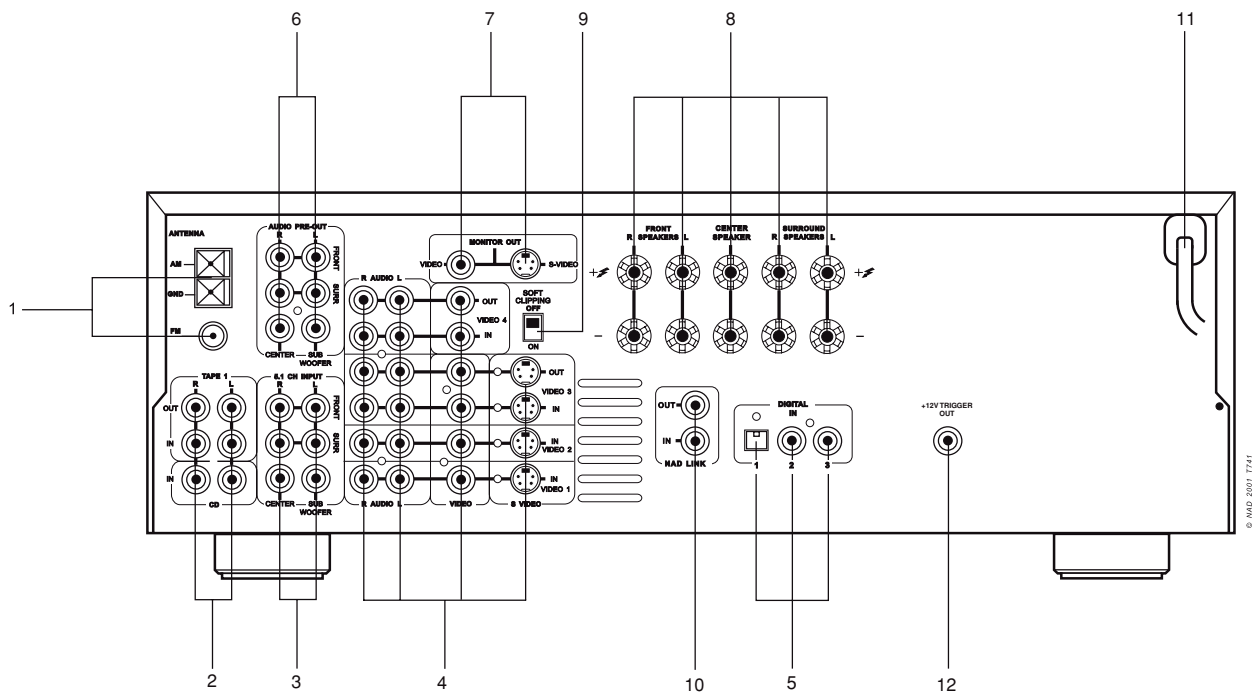 6
7
9
8
11
ANTENNA
AM
GND
FM
1
AUDIO PRE-OUT
R L
FRONT
SURR
CENTER
SUB
WOOFER
MONITOR OUT
VIDEO
S-VIDEO
R AUDIO L
OUT
VIDEO 4
IN
SOFT
CLIPPING
OFF
ON
FRONT
R SPEAKERS L
CENTER
SPEAKER
SURROUND
R SPEAKERS L
+
+
–
–
TAPE 1
R L
OUT
IN
IN
CD
5.1 CH INPUT
R L
FRONT
SURR
CENTER
SUB
WOOFER
OUT
VIDEO 3
IN
IN
VIDEO 2
IN
VIDEO 1
R AUDIO L
VIDEO
S VIDEO
OUT
IN
NAD LINK
DIGITAL
IN
1
2
3
+12V TRIGGER
OUT
© NAD 2001 T741
2
3
4
10
5
12